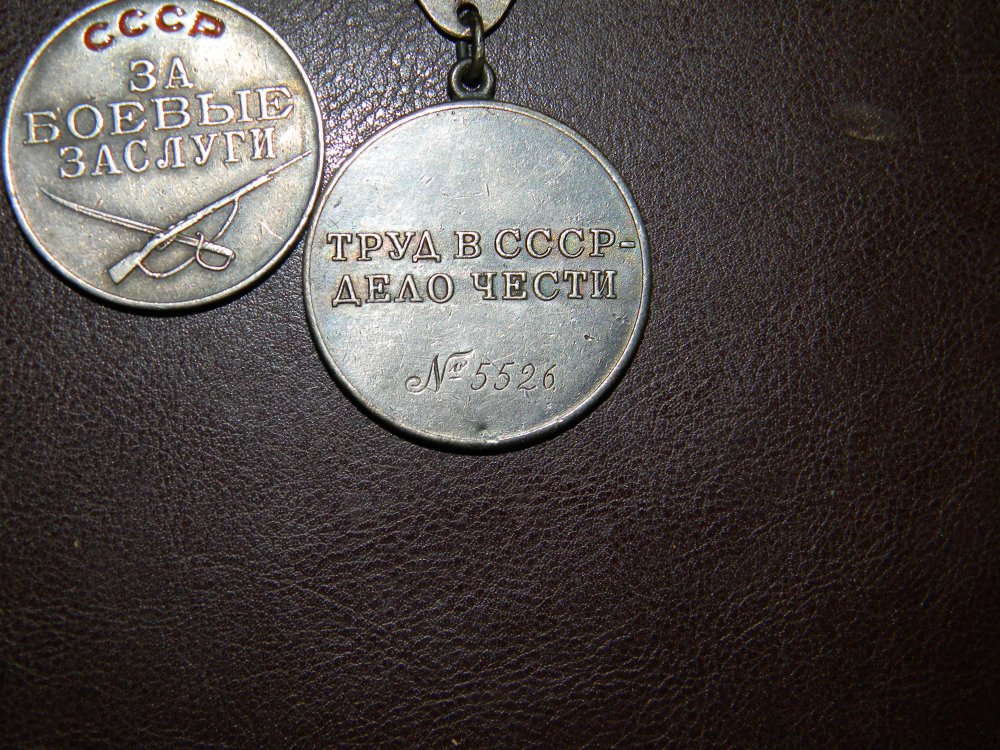 СССР
ЗА
БОЕВЫЕ
ЗАСЛУГИ
ТРУД В СССР-
ДЕЛО ЧЕСТИ
№ 5526